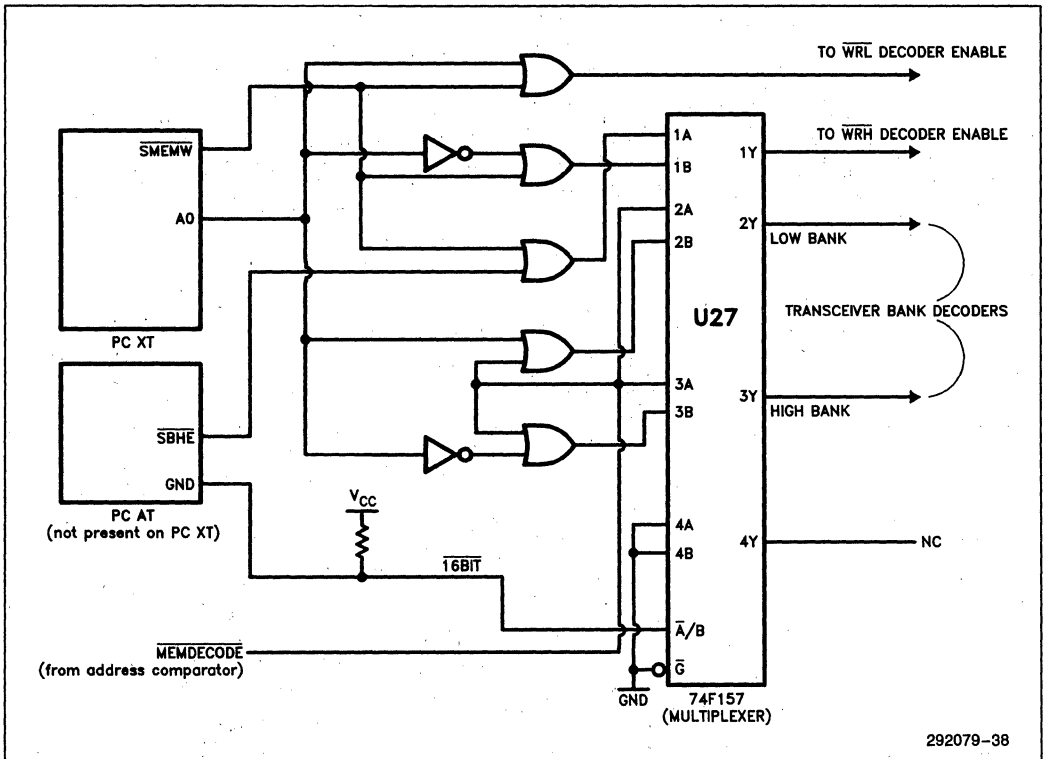 TO WRL DECODER ENABLE
SMEMW
1A
1Y
TO WRH DECODER ENABLE
1B
A0
2A
2Y
LOW BANK
2B
U27
TRANSCEIVER BANK DECODERS
PC XT
3A
3Y
HIGH BANK
3B
SBHE
GND
PC AT
(not present on PC XT)
VCC
16BIT
4A
4B
4Y
NC
A/B
MEMDECODE
(from address comparator)
G
GND
74F157
(MULTIPLEXER)
292079-38